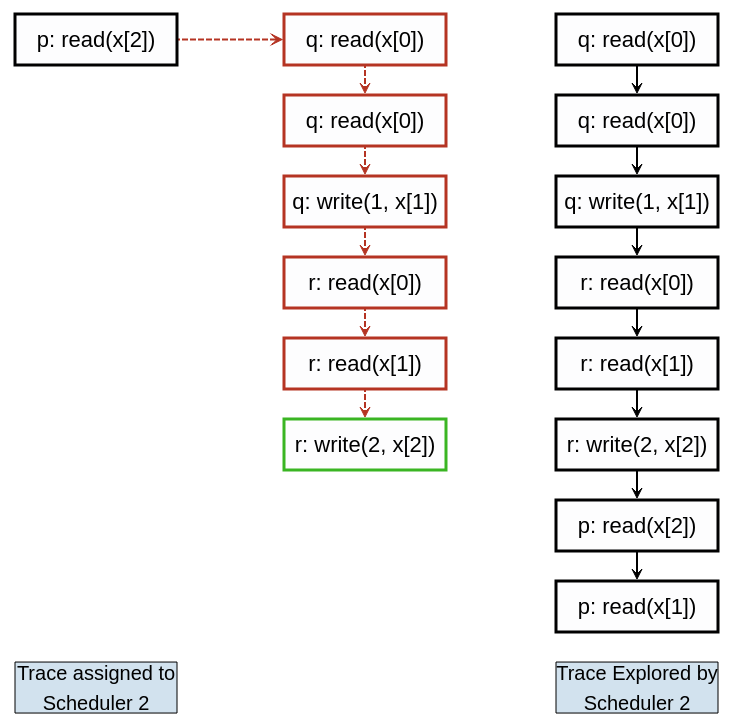 p: read(x[2])
q: read(x[0])
q: read(x[0])
q: write(1, x[1])
r: read(x[0])
r: read(x[1])
r: write(2, x[2])
q: read(x[0])
q: read(x[0])
q: write(1, x[1])
r: read(x[0])
r: read(x[1])
r: write(2, x[2])
p: read(x[2])
p: read(x[1])
Trace assigned to
Scheduler 2
Trace Explored by
Scheduler 2